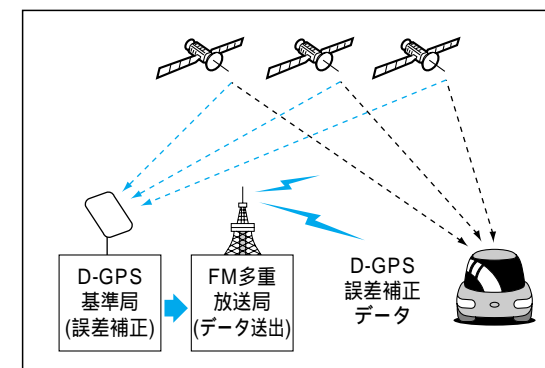 D-GPS
基準局
(誤差補正)
FM多重
放送局
(データ送出)
D-GPS
誤差補正
データ